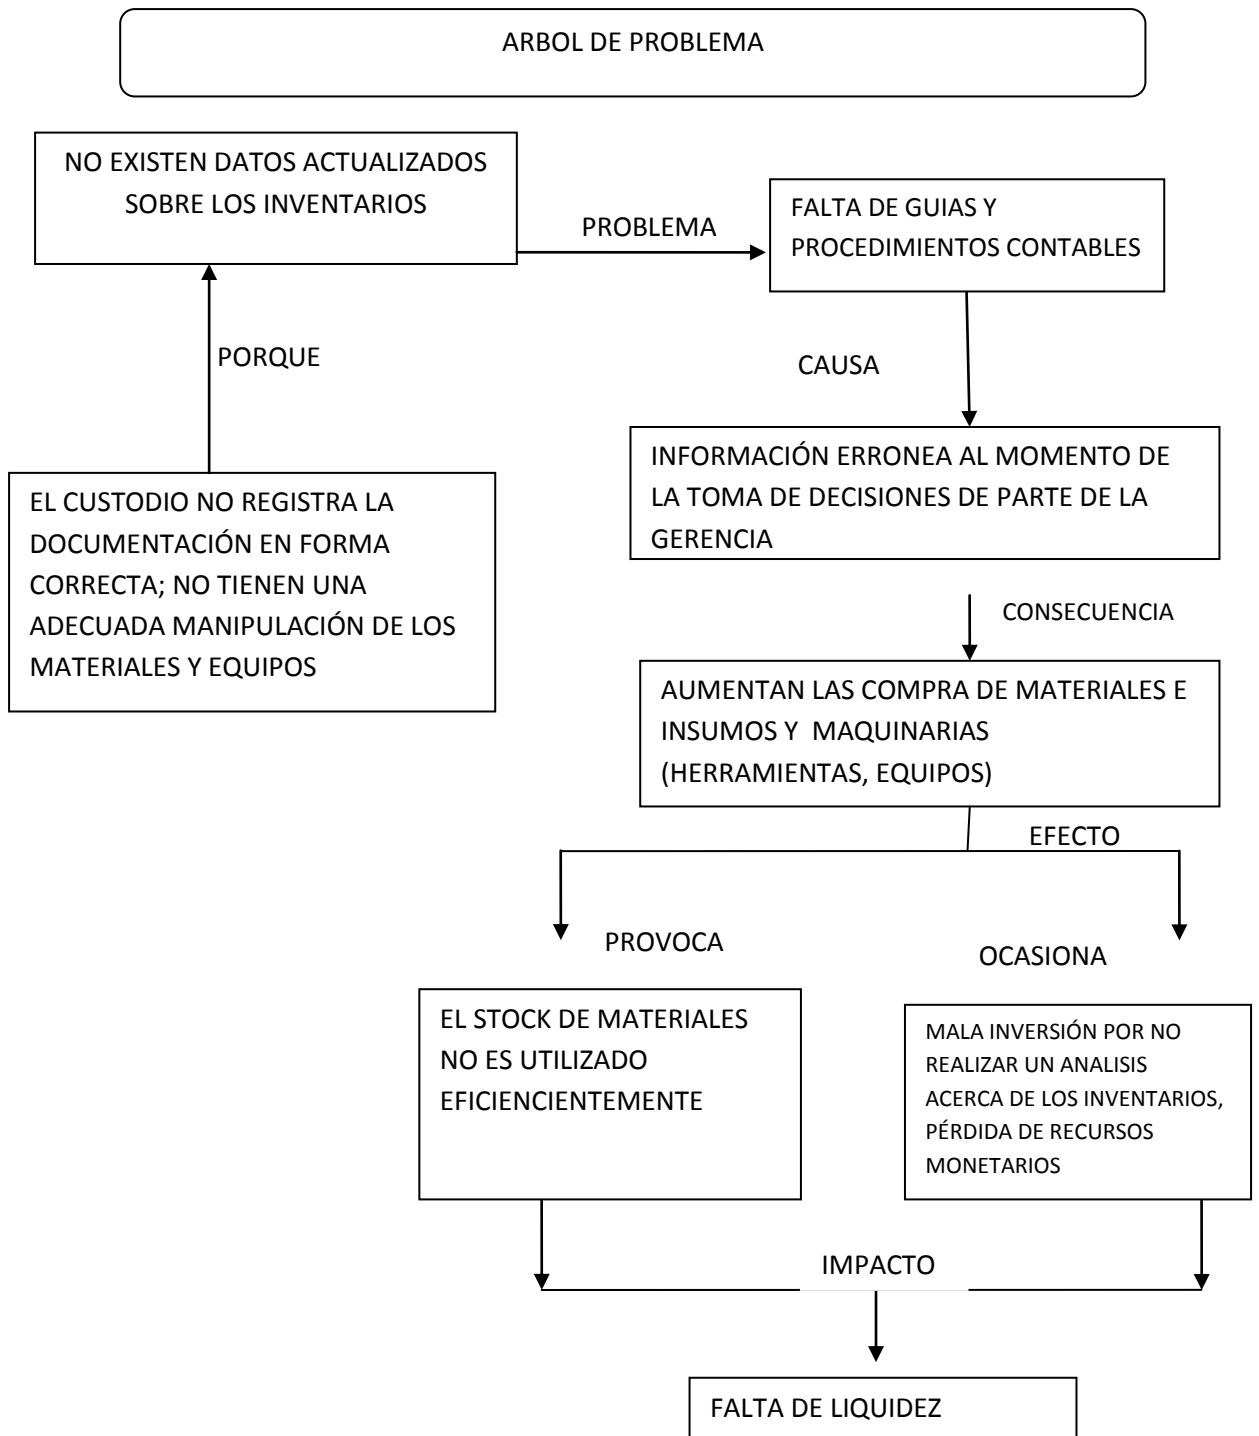 ARBOL DE PROBLEMA
NO EXISTEN DATOS ACTUALIZADOS
SOBRE LOS INVENTARIOS
PROBLEMA
FALTA DE GUIAS Y
PROCEDIMIENTOS CONTABLES
PORQUE
CAUSA
EL CUSTODIO NO REGISTRA LA
DOCUMENTACIÓN EN FORMA
CORRECTA; NO TIENEN UNA
ADECUADA MANIPULACIÓN DE LOS
MATERIALES Y EQUIPOS
INFORMACIÓN ERRONEA AL MOMENTO DE
LA TOMA DE DECISIONES DE PARTE DE LA
GERENCIA
CONSECUENCIA
AUMENTAN LAS COMPRA DE MATERIALES E
INSUMOS Y  MAQUINARIAS
(HERRAMIENTAS, EQUIPOS)
EFECTO
PROVOCA
OCASIONA
EL STOCK DE MATERIALES
NO ES UTILIZADO
EFICIENCIENTEMENTE
MALA INVERSIÓN POR NO
REALIZAR UN ANALISIS
ACERCA DE LOS INVENTARIOS,
PÉRDIDA DE RECURSOS
MONETARIOS
IMPACTO
FALTA DE LIQUIDEZ